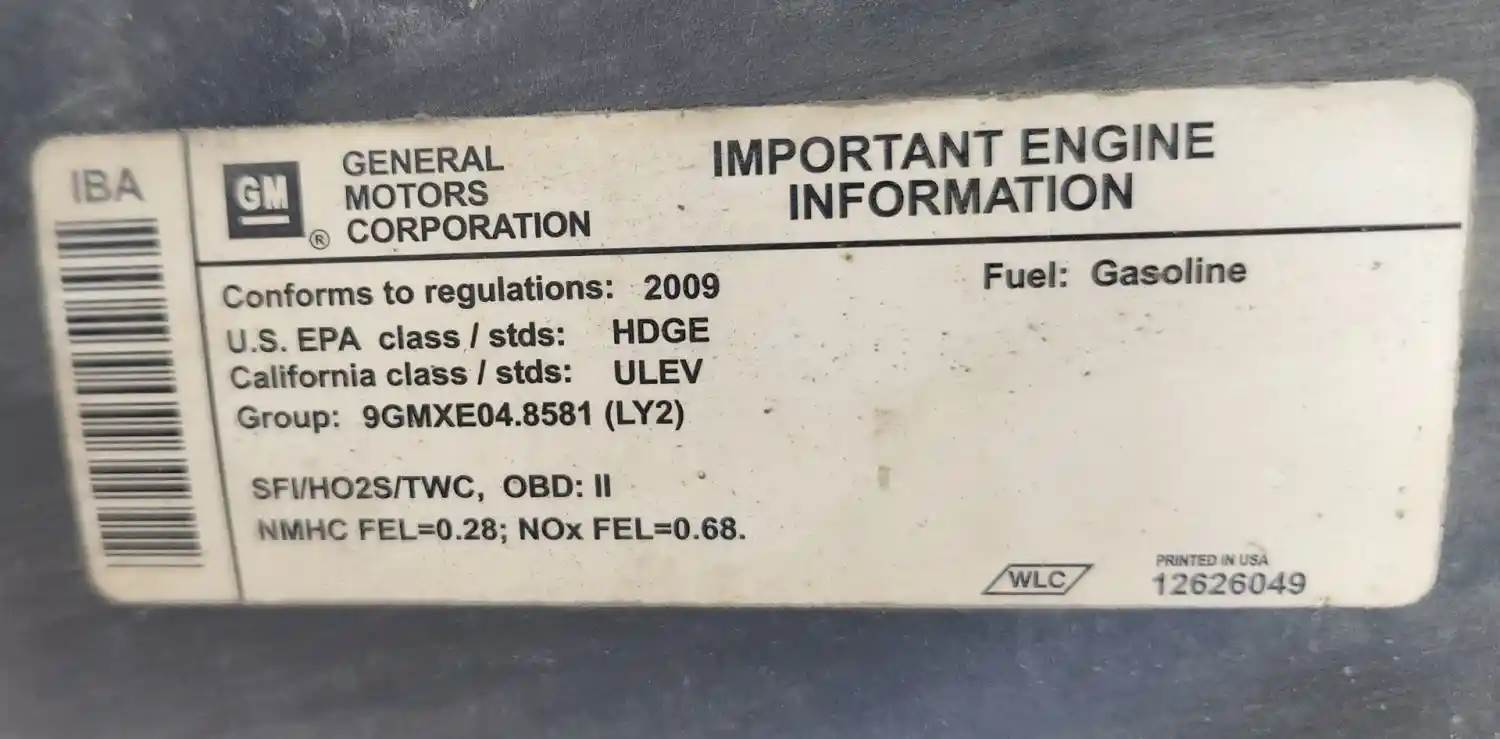 IBA
GM
®
GENERAL
MOTORS
CORPORATION
IMPORTANT ENGINE
INFORMATION
Conforms to regulations: 2009
Fuel: Gasoline
U.S. EPA class / stds: HDGE
California class / stds: ULEV
Group: 9GMXE04.8581 (LY2)
SFI/HO2S/TWC, OBD: II
NMHC FEL=0.28; NOx FEL=0.68.
WLC
PRINTED IN USA
12626049